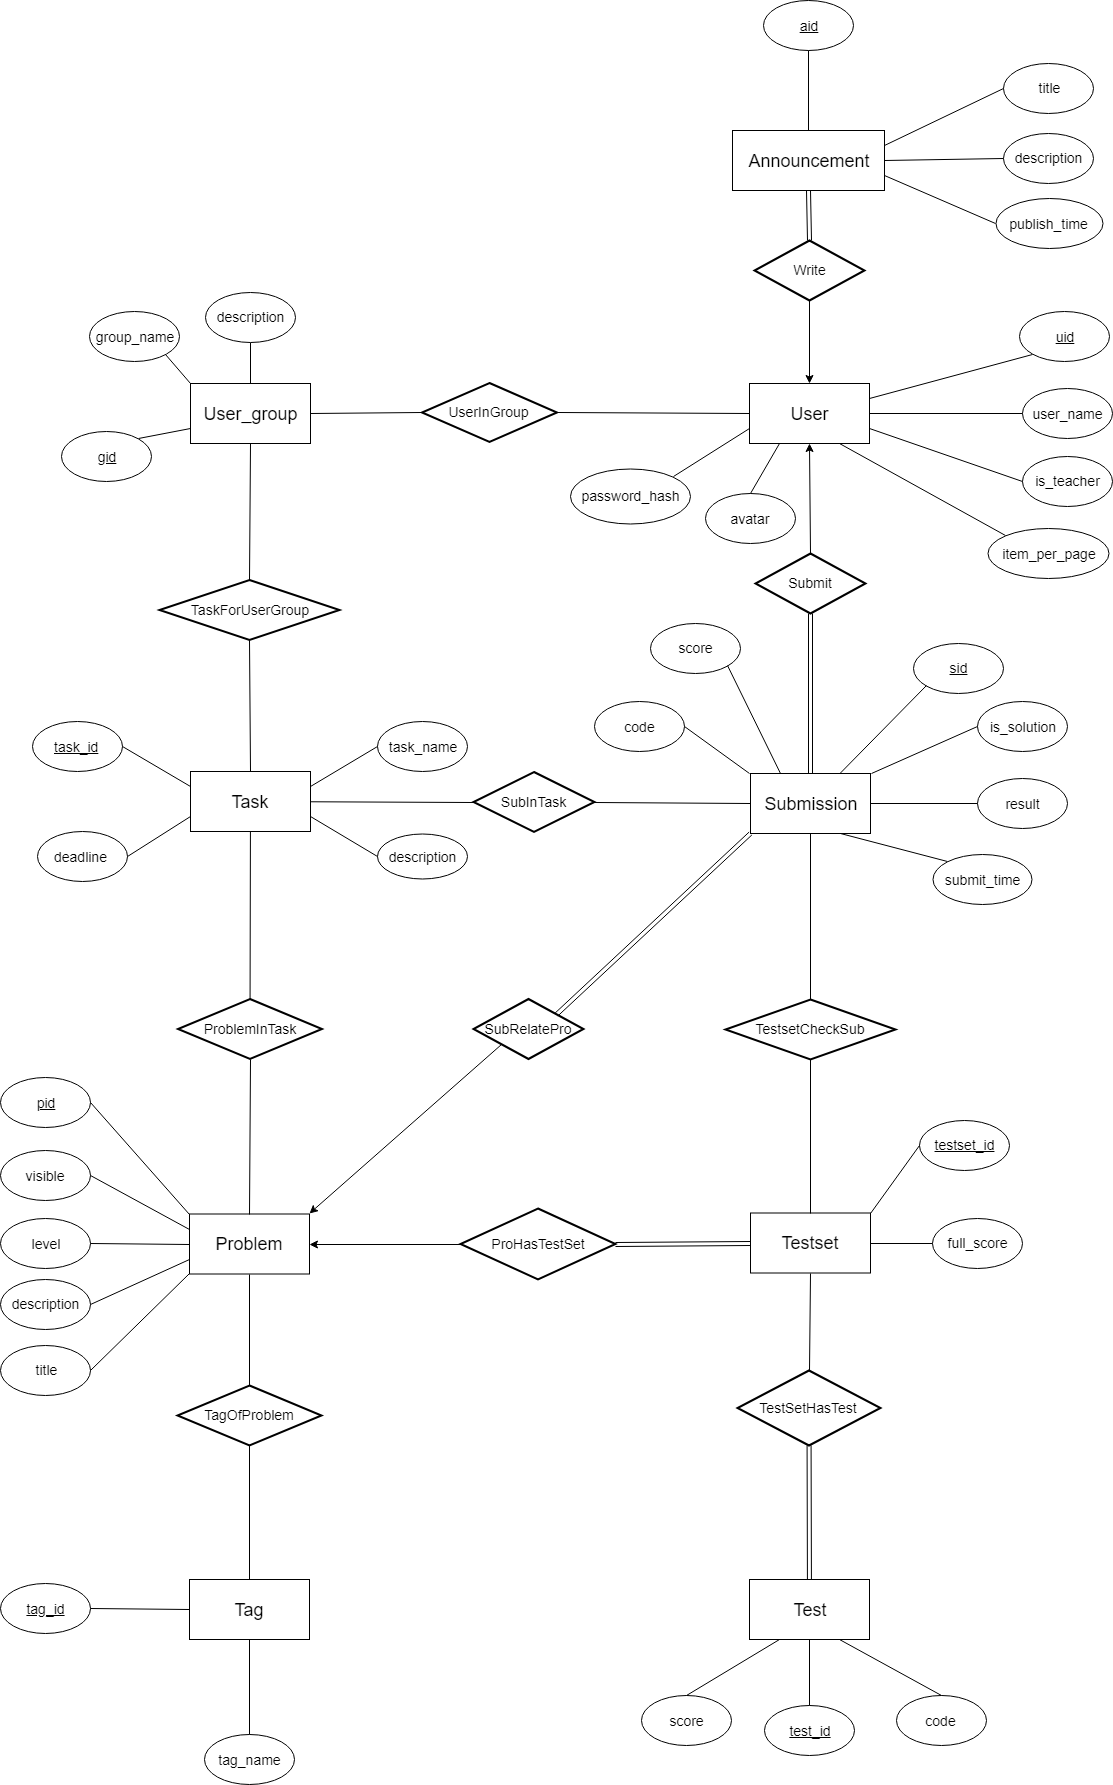 aid
title
Announcement
description
publish_time
Write
description
group_name
uid
User_group
UserInGroup
User
user_name
gid
password_hash
is_teacher
avatar
item_per_page
Submit
TaskForUserGroup
score
sid
code
is_solution
task_id
task_name
Task
SubInTask
Submission
result
deadline
description
submit_time
ProblemInTask
SubRelatePro
TestsetCheckSub
pid
testset_id
visible
level
Problem
ProHasTestSet
Testset
full_score
description
title
TagOfProblem
TestSetHasTest
tag_id
Tag
Test
score
test_id
code
tag_name